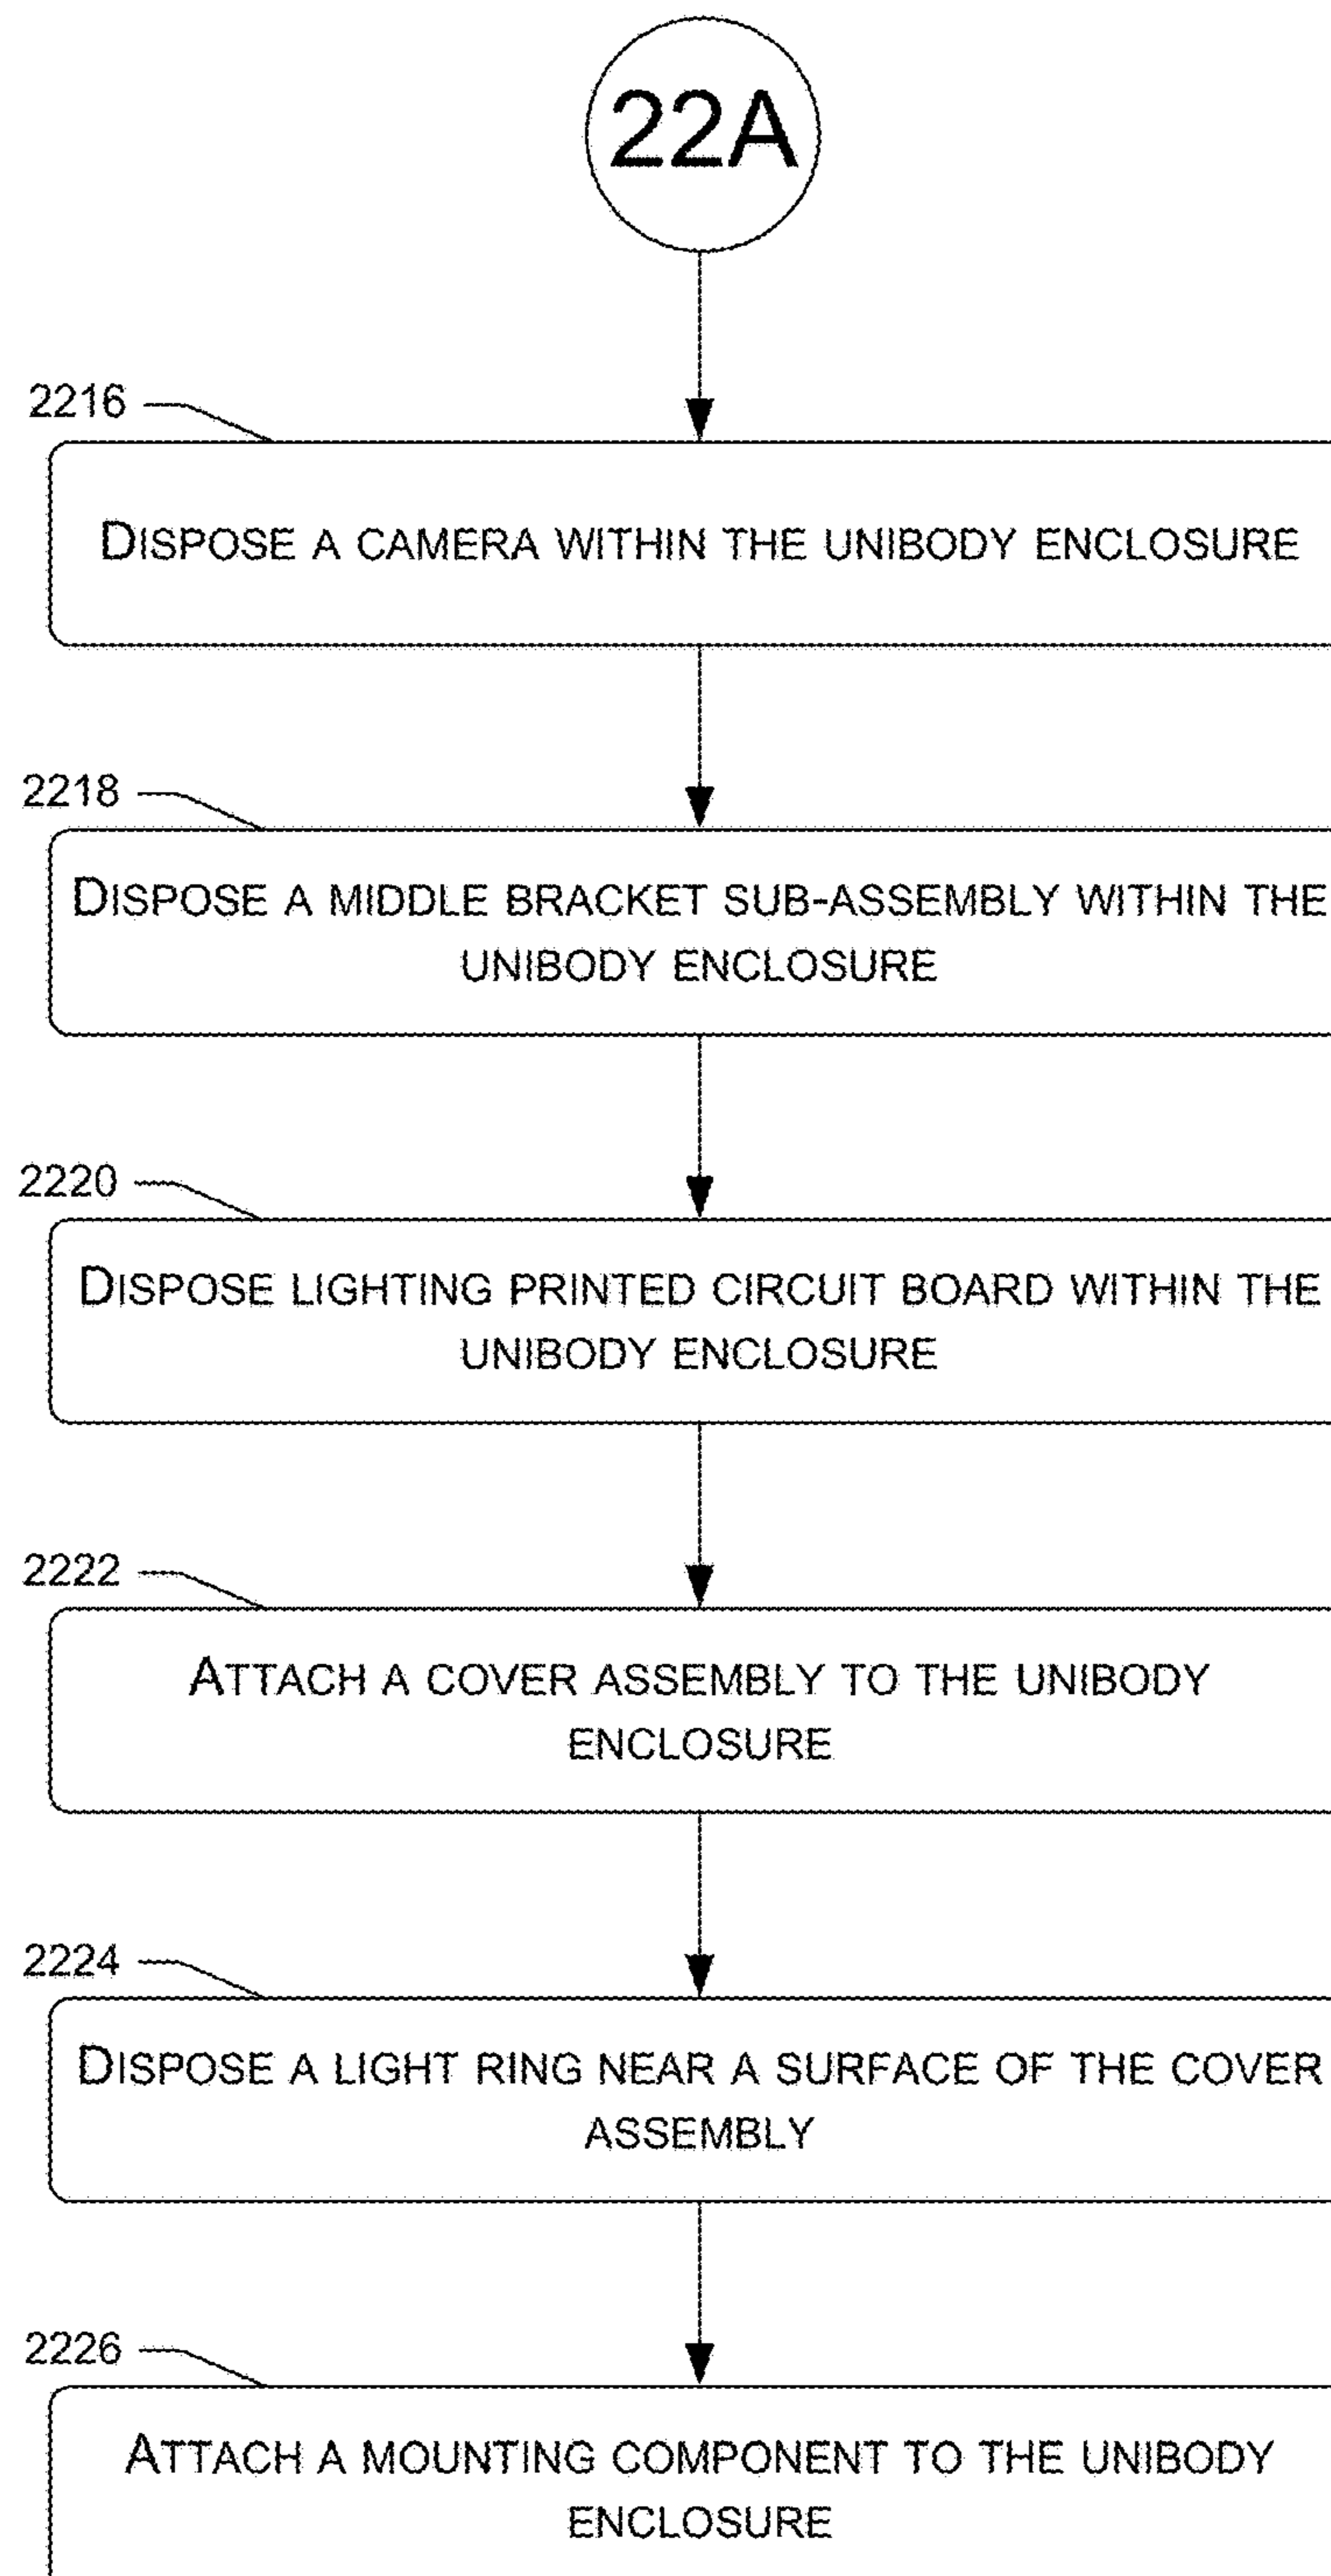 22A
2216
DISPOSE A CAMERA WITHIN THE UNIBODY ENCLOSURE
2218
DISPOSE A MIDDLE BRACKET SUB-ASSEMBLY WITHIN THE
UNIBODY ENCLOSURE
2220
DISPOSE LIGHTING PRINTED CIRCUIT BOARD WITHIN THE
UNIBODY ENCLOSURE
2222
ATTACH A COVER ASSEMBLY TO THE UNIBODY
ENCLOSURE
2224
DISPOSE A LIGHT RING NEAR A SURFACE OF THE COVER
ASSEMBLY
2226
ATTACH A MOUNTING COMPONENT TO THE UNIBODY
ENCLOSURE